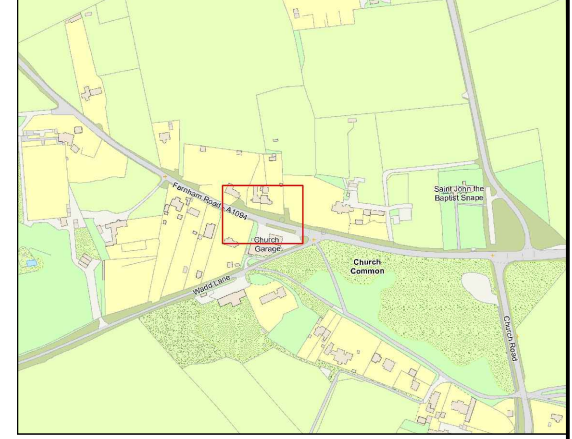 Saint John the
Baptist Snape
Farnham Road - A1094
Church
Garage
Church
Common
Wadd Lane
Church Road